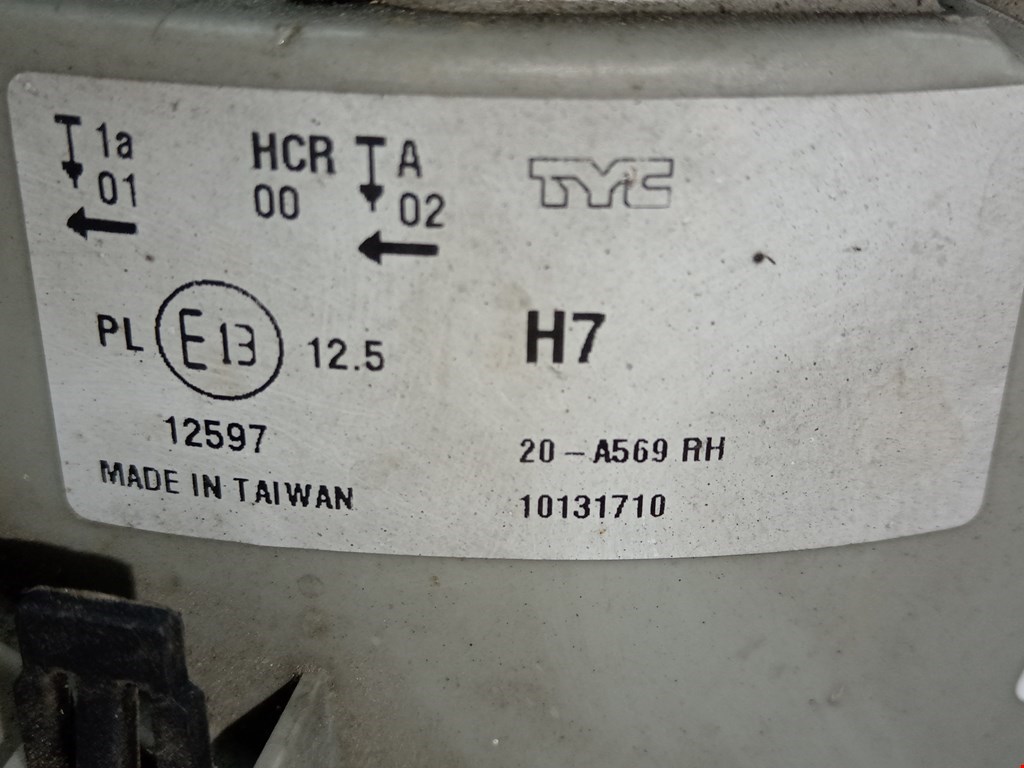 1a HCR A TYC
01 00 02
PL E13 12.5 H7
12597
20 - A569 RH
MADE IN TAIWAN
10131710